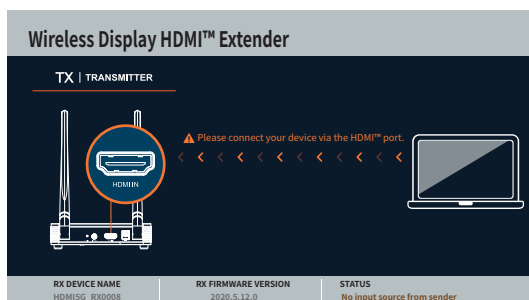 Wireless Display HDMI™ Extender
TX | TRANSMITTER
Please connect your device via the HDMI™ port.
HDMI IN
RX DEVICE NAME
RX FIRMWARE VERSION
STATUS
HDMI5G_RX0008
2020.5.12.0
No input source from sender